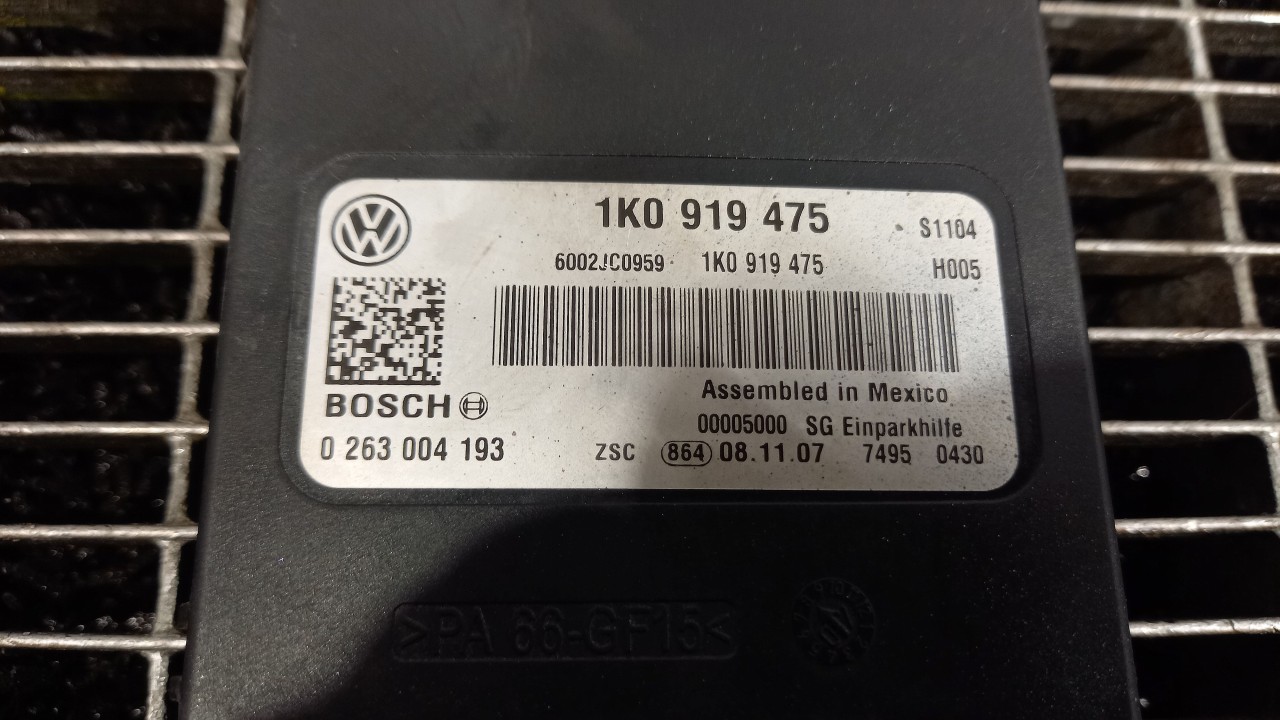 1K0 919 475 S1104
6002JC0959 1K0 919 475 H005
Assembled in Mexico
BOSCH
00005000 SG Einparkhilfe
0 263 004 193 ZSC 864 08.11.07 7495 0430
>PA 66-GF15<